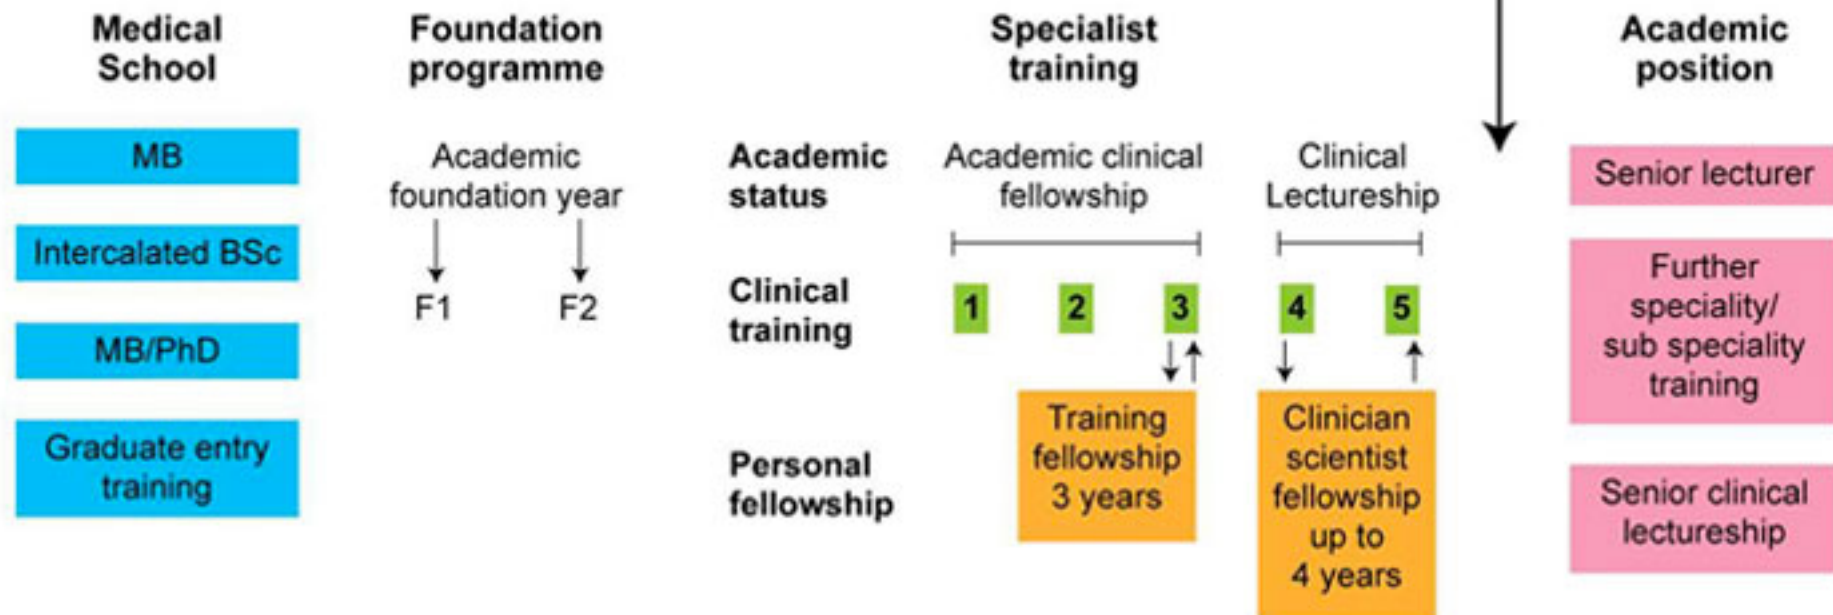 Medical
School
MB
Intercalated BSc
MB/PhD
Graduate entry
training
Foundation
programme
Academic
foundation year
F1
F2
Specialist
training
Academic
status
Academic clinical
fellowship
Clinical
Lectureship
Clinical
training
1
2
3
4
5
Personal
fellowship
Training
fellowship
3 years
Clinician
scientist
fellowship
up to
4 years
Academic
position
Senior lecturer
Further
speciality/
sub speciality
training
Senior clinical
lectureship